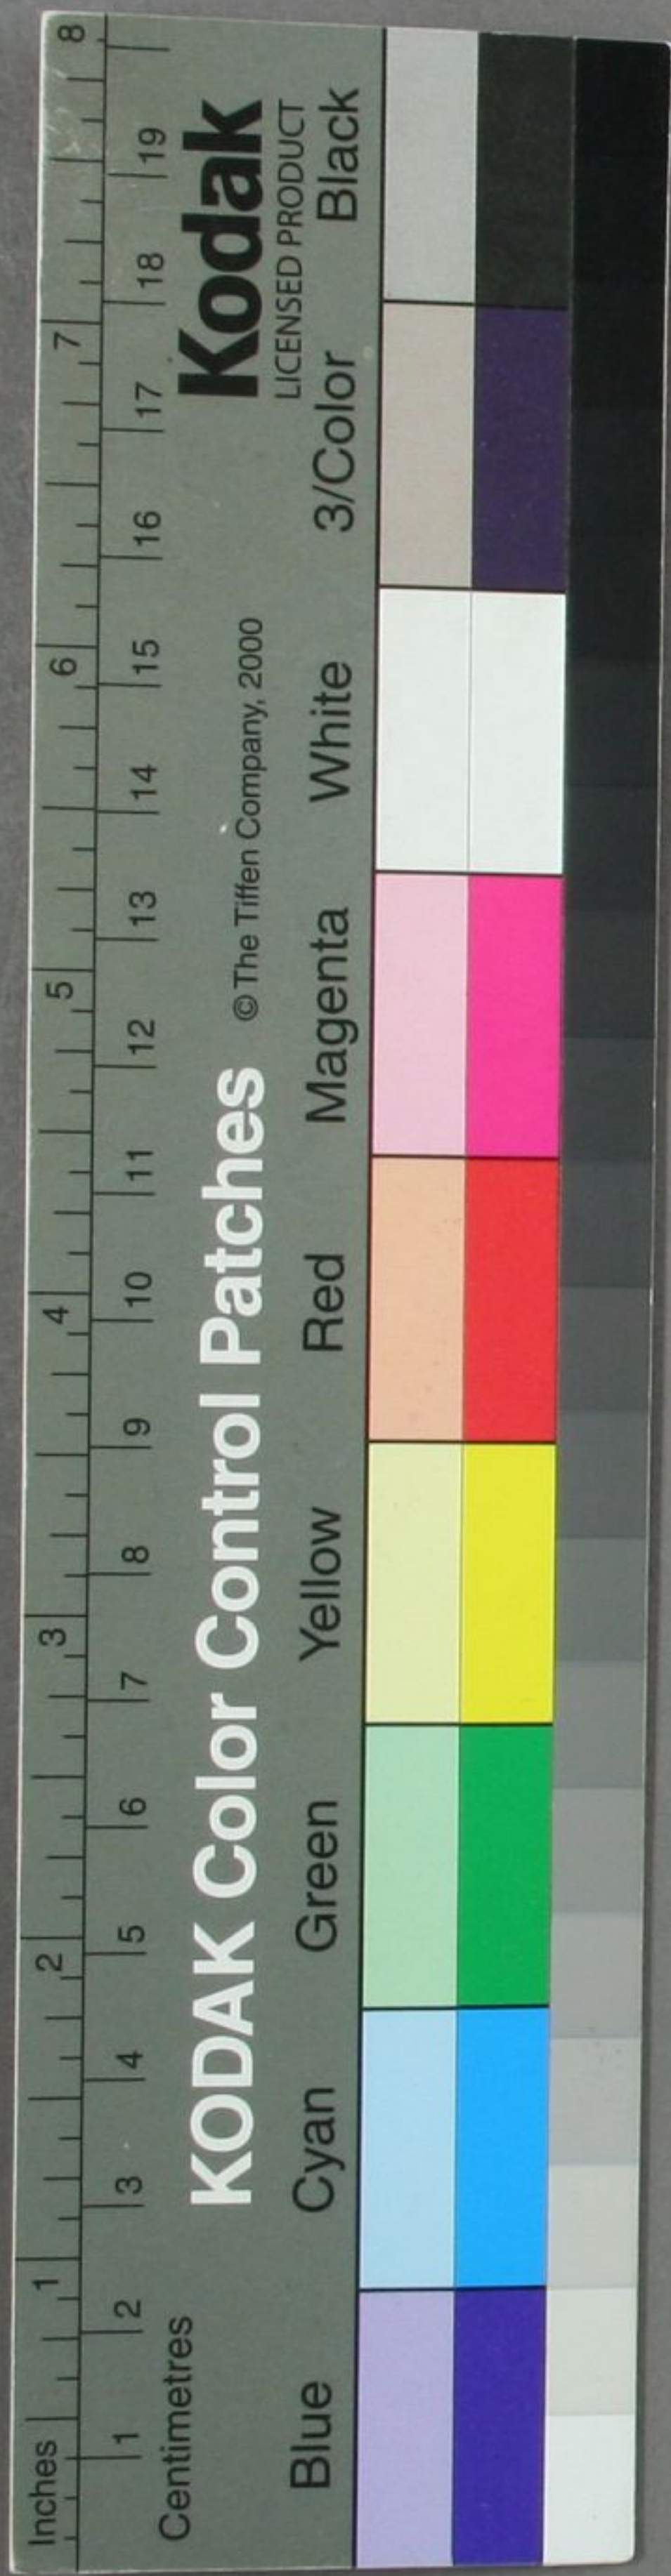 Inches 1 2 3 4 5 6 7 8
Centimetres 1 2 3 4 5 6 7 8 9 10 11 12 13 14 15 16 17 18 19
KODAK Color Control Patches
© The Tiffen Company, 2000
Kodak
LICENSED PRODUCT
Blue Cyan Green Yellow Red Magenta White 3/Color Black